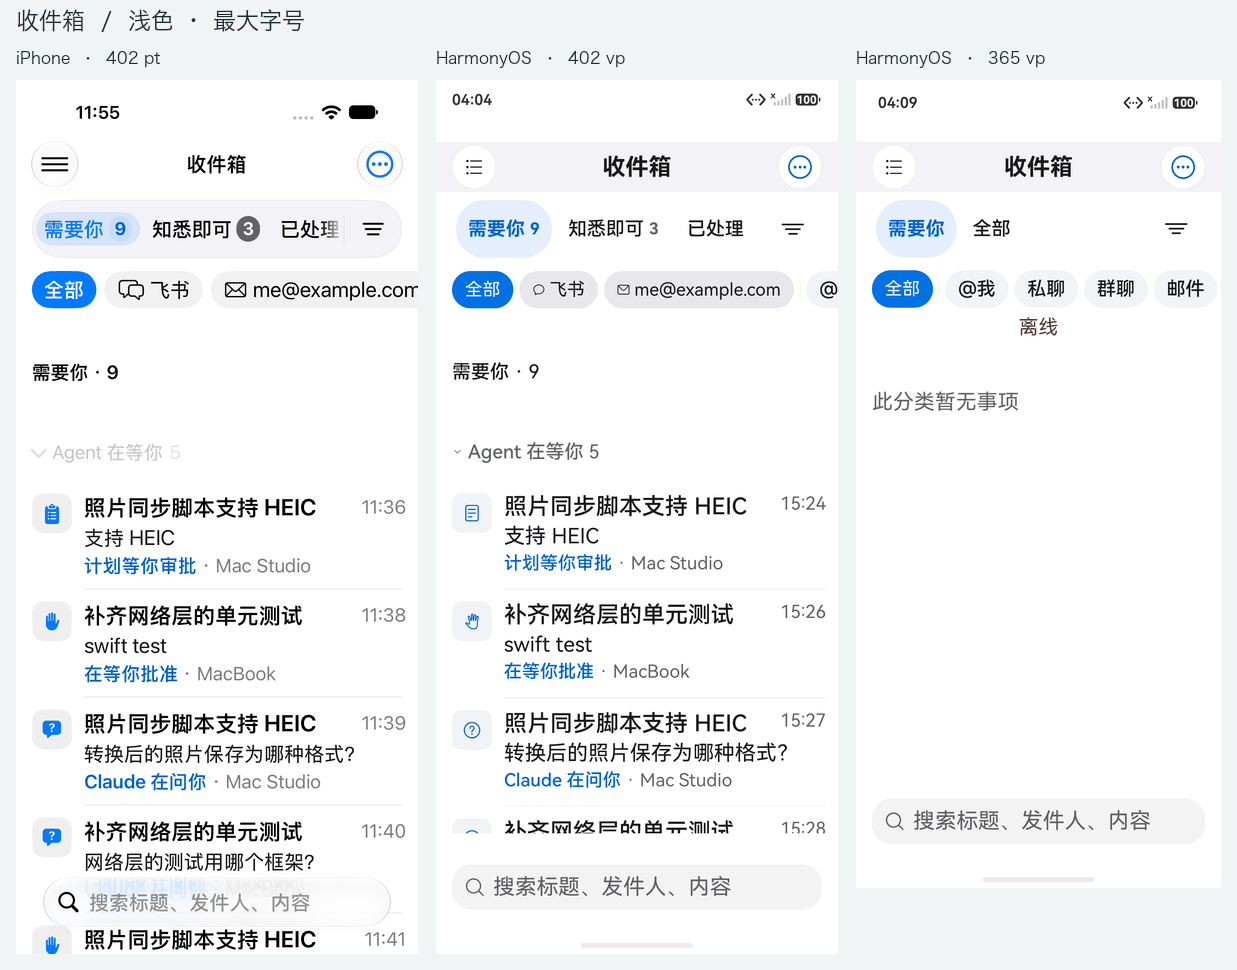 收件箱 / 浅色 · 最大字号
iPhone · 402 pt
11:55
收件箱
需要你 9 知悉即可 3 已处理
全部 飞书 me@example.com
需要你 · 9
Agent 在等你 5
照片同步脚本支持 HEIC 11:36
支持 HEIC
计划等你审批 · Mac Studio
补齐网络层的单元测试 11:38
swift test
在等你批准 · MacBook
照片同步脚本支持 HEIC 11:39
转换后的照片保存为哪种格式?
Claude 在问你 · Mac Studio
补齐网络层的单元测试 11:40
网络层的测试用哪个框架?
搜索标题、发件人、内容
照片同步脚本支持 HEIC 11:41
HarmonyOS · 402 vp
04:04 100
收件箱
需要你 9 知悉即可 3 已处理
全部 飞书 me@example.com @
需要你 · 9
Agent 在等你 5
照片同步脚本支持 HEIC 15:24
支持 HEIC
计划等你审批 · Mac Studio
补齐网络层的单元测试 15:26
swift test
在等你批准 · MacBook
照片同步脚本支持 HEIC 15:27
转换后的照片保存为哪种格式?
Claude 在问你 · Mac Studio
补齐网络层的单元测试 15:28
搜索标题、发件人、内容
HarmonyOS · 365 vp
04:09 100
收件箱
需要你 全部
全部 @我 私聊 群聊 邮件
离线
此分类暂无事项
搜索标题、发件人、内容